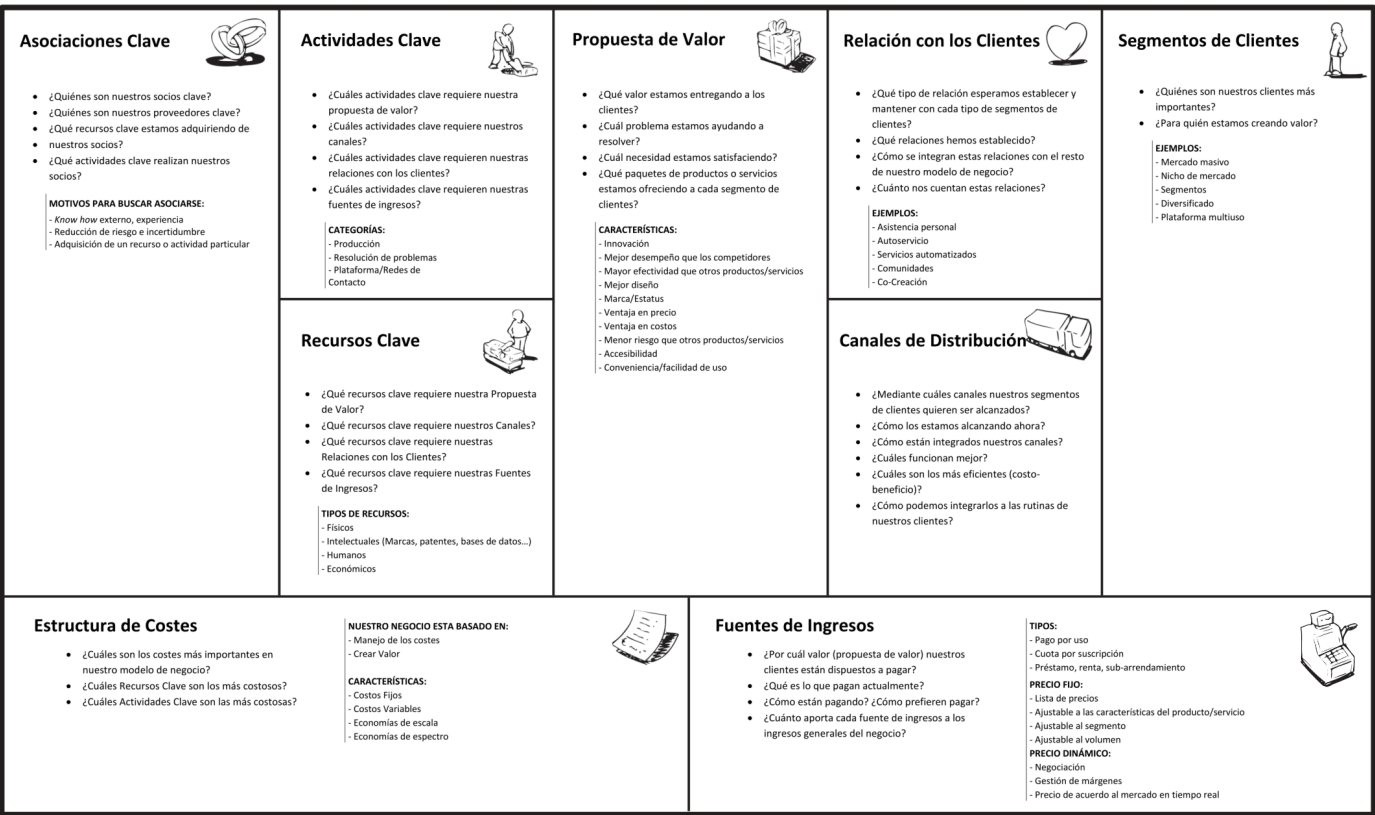 Asociaciones Clave
• ¿Quiénes son nuestros socios clave?
• ¿Quiénes son nuestros proveedores clave?
• ¿Qué recursos clave estamos adquiriendo de
• nuestros socios?
• ¿Qué actividades clave realizan nuestros
socios?
MOTIVOS PARA BUSCAR ASOCIARSE:
- Know how externo, experiencia
- Reducción de riesgo e incertidumbre
- Adquisición de un recurso o actividad particular
Actividades Clave
• ¿Cuáles actividades clave requiere nuestra
propuesta de valor?
• ¿Cuáles actividades clave requiere nuestros
canales?
• ¿Cuáles actividades clave requieren nuestras
relaciones con los clientes?
• ¿Cuáles actividades clave requieren nuestras
fuentes de ingresos?
CATEGORÍAS:
- Producción
- Resolución de problemas
- Plataforma/Redes de
Contacto
Recursos Clave
• ¿Qué recursos clave requiere nuestra Propuesta
de Valor?
• ¿Qué recursos clave requiere nuestros Canales?
• ¿Qué recursos clave requiere nuestras
Relaciones con los Clientes?
• ¿Qué recursos clave requiere nuestras Fuentes
de Ingresos?
TIPOS DE RECURSOS:
- Físicos
- Intelectuales (Marcas, patentes, bases de datos…)
- Humanos
- Económicos
Propuesta de Valor
• ¿Qué valor estamos entregando a los
clientes?
• ¿Cuál problema estamos ayudando a
resolver?
• ¿Cuál necesidad estamos satisfaciendo?
• ¿Qué paquetes de productos o servicios
estamos ofreciendo a cada segmento de
clientes?
CARACTERÍSTICAS:
- Innovación
- Mejor desempeño que los competidores
- Mayor efectividad que otros productos/servicios
- Mejor diseño
- Marca/Estatus
- Ventaja en precio
- Ventaja en costos
- Menor riesgo que otros productos/servicios
- Accesibilidad
- Conveniencia/facilidad de uso
Relación con los Clientes
• ¿Qué tipo de relación esperamos establecer y
mantener con cada tipo de segmentos de
clientes?
• ¿Qué relaciones hemos establecido?
• ¿Cómo se integran estas relaciones con el resto
de nuestro modelo de negocio?
• ¿Cuánto nos cuentan estas relaciones?
EJEMPLOS:
- Asistencia personal
- Autoservicio
- Servicios automatizados
- Comunidades
- Co-Creación
Canales de Distribución
• ¿Mediante cuáles canales nuestros segmentos
de clientes quieren ser alcanzados?
• ¿Cómo los estamos alcanzando ahora?
• ¿Cómo están integrados nuestros canales?
• ¿Cuáles funcionan mejor?
• ¿Cuáles son los más eficientes (costo-
beneficio)?
• ¿Cómo podemos integrarlos a las rutinas de
nuestros clientes?
Segmentos de Clientes
• ¿Quiénes son nuestros clientes más
importantes?
• ¿Para quién estamos creando valor?
EJEMPLOS:
- Mercado masivo
- Nicho de mercado
- Segmentos
- Diversificado
- Plataforma multiuso
Estructura de Costes
• ¿Cuáles son los costes más importantes en
nuestro modelo de negocio?
• ¿Cuáles Recursos Clave son los más costosos?
• ¿Cuáles Actividades Clave son las más costosas?
NUESTRO NEGOCIO ESTA BASADO EN:
- Manejo de los costes
- Crear Valor
CARACTERÍSTICAS:
- Costos Fijos
- Costos Variables
- Economías de escala
- Economías de espectro
Fuentes de Ingresos
• ¿Por cuál valor (propuesta de valor) nuestros
clientes están dispuestos a pagar?
• ¿Qué es lo que pagan actualmente?
• ¿Cómo están pagando? ¿Cómo prefieren pagar?
• ¿Cuánto aporta cada fuente de ingresos a los
ingresos generales del negocio?
TIPOS:
- Pago por uso
- Cuota por suscripción
- Préstamo, renta, sub-arrendamiento
PRECIO FIJO:
- Lista de precios
- Ajustable a las características del producto/servicio
- Ajustable al segmento
- Ajustable al volumen
PRECIO DINÁMICO:
- Negociación
- Gestión de márgenes
- Precio de acuerdo al mercado en tiempo real